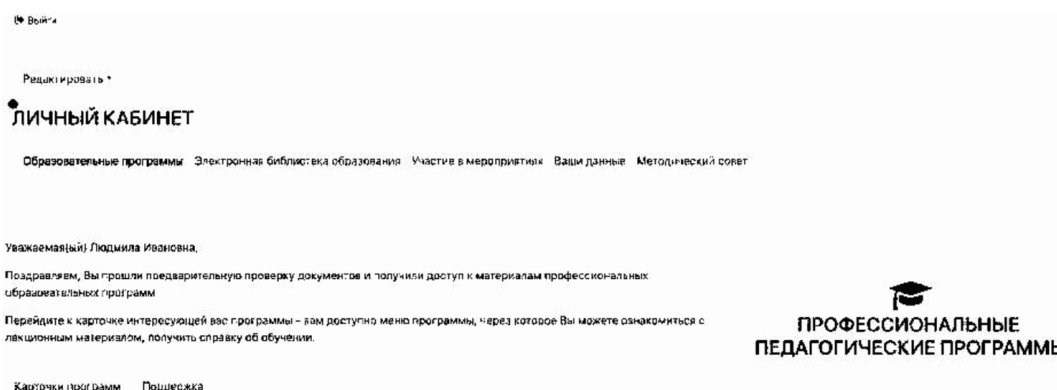 Выйти
Редактировать
ЛИЧНЫЙ КАБИНЕТ
Образовательные программы Электронная библиотека образования Участие в мероприятиях Ваши данные Методический совет
Уважаемая(ый) Людмила Ивановна,
Поздравляем, Вы прошли предварительную проверку документов и получили доступ к материалам профессиональных
образовательных программ
Перейдите к карточке интересующей вас программы – вам доступно меню программы, через которое Вы можете ознакомиться с
лекционным материалом, получить справку об обучении.
ПРОФЕССИОНАЛЬНЫЕ
ПЕДАГОГИЧЕСКИЕ ПРОГРАММЫ
Карточки программ Поддержка